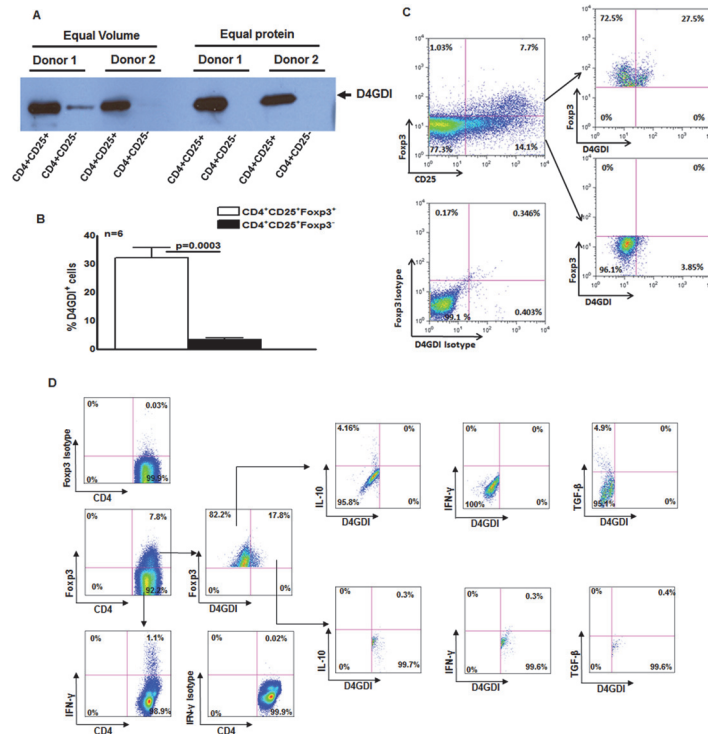 A
Equal Volume
Equal protein
Donor 1
Donor 2
Donor 1
Donor 2
D4GDI
CD4+CD25+
CD4+CD25-
CD4+CD25+
CD4+CD25-
CD4+CD25+
CD4+CD25-
CD4+CD25+
CD4+CD25-
B
CD4⁺CD25⁺Foxp3⁺
CD4⁺CD25⁺Foxp3⁻
n=6
p=0.0003
% D4GDI⁺ cells
40
30
20
10
0
C
1.03%
7.7%
77.3%
14.1%
Foxp3
CD25
72.5%
27.5%
0%
0%
Foxp3
D4GDI
0%
0%
96.1%
3.85%
Foxp3
D4GDI
0.17%
0.346%
99.1 %
0.403%
Foxp3 Isotype
D4GDI Isotype
D
0%
0.03%
0%
99.9%
Foxp3 Isotype
CD4
0%
7.8%
0%
92.2%
Foxp3
CD4
82.2%
17.8%
0%
0%
Foxp3
D4GDI
0%
1.1%
0%
98.9%
IFN-γ
CD4
0%
0.02%
0%
99.9%
IFN-γ Isotype
CD4
4.16%
0%
95.8%
0%
IL-10
D4GDI
0%
0%
100%
0%
IFN-γ
D4GDI
4.9%
0%
95.1%
0%
TGF-β
D4GDI
0%
0.3%
0%
99.7%
IL-10
D4GDI
0%
0.3%
0%
99.6%
IFN-γ
D4GDI
0%
0.4%
0%
99.6%
TGF-β
D4GDI